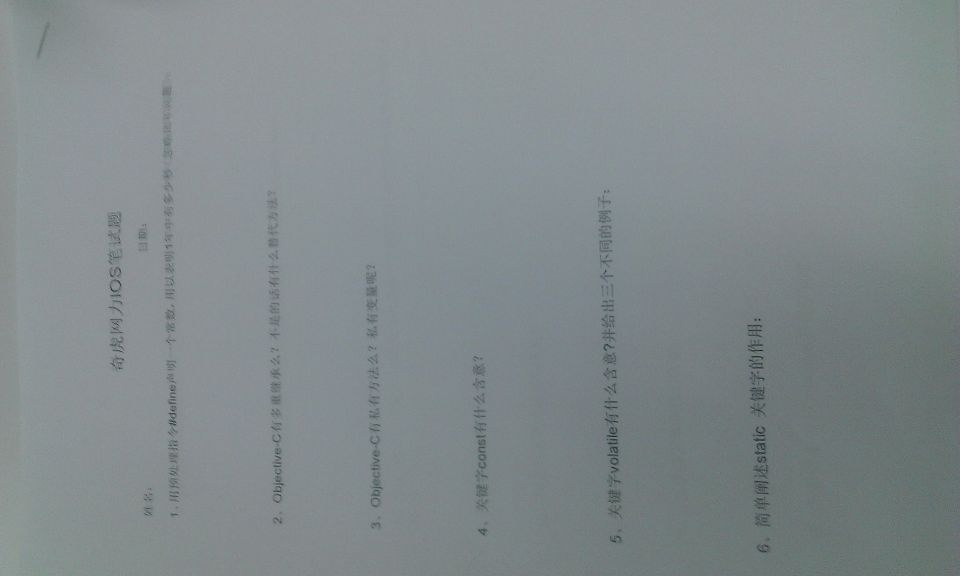 奇虎网力IOS笔试题
姓名: 日期:
1、用预处理指令#define声明一个常数,用以表明1年中有多少秒(忽略闰年问题)
2、Objective-C有多重继承么?不是的话有什么替代方法?
3、Objective-C有私有方法么?私有变量呢?
4、关键字const有什么含意?
5、关键字volatile有什么含意?并给出三个不同的例子:
6、简单阐述static 关键字的作用: